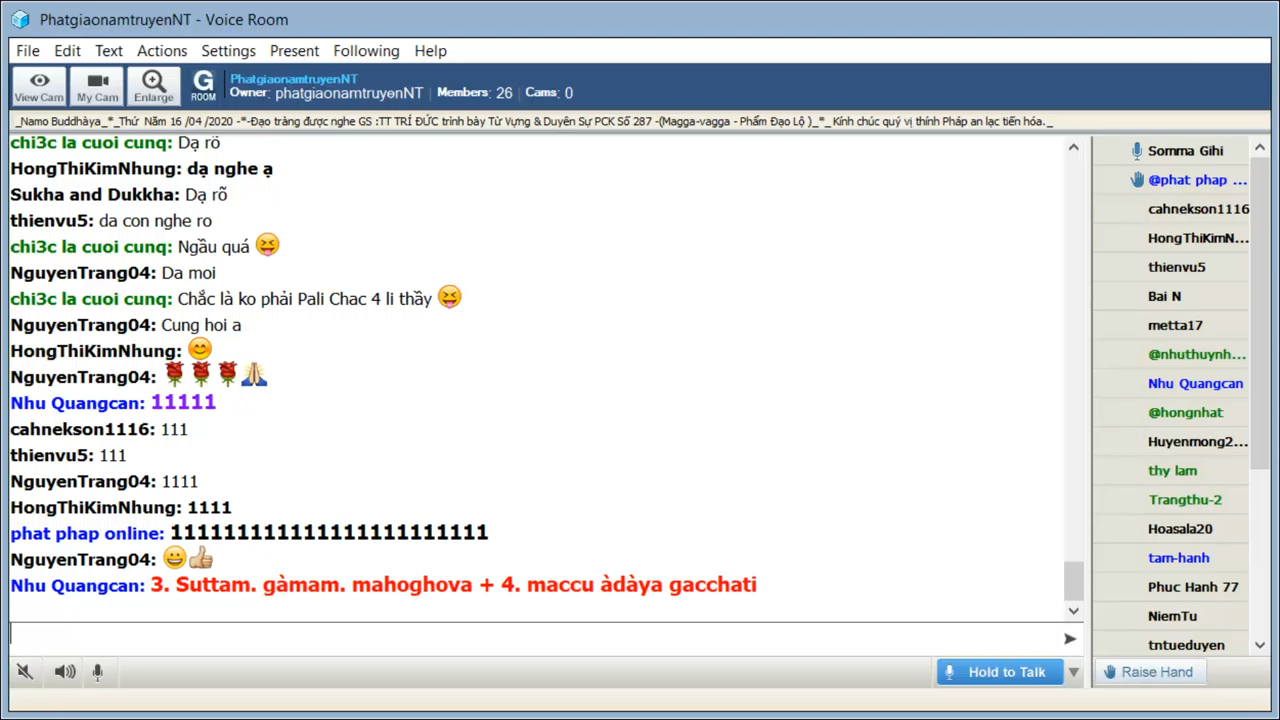 PhatgiaonamtruyenNT - Voice Room
File Edit Text Actions Settings Present Following Help
View Cam My Cam Enlarge G ROOM
PhatgiaonamtruyenNT
Owner: phatgiaonamtruyenNT | Members: 26 | Cams: 0
_Namo Buddhàya_*_Thứ Năm 16 /04 /2020 -*-Đạo tràng được nghe GS :TT TRÍ ĐỨC trình bày Từ Vựng & Duyên Sự PCK Số 287 -(Magga-vagga - Phẩm Đạo Lộ )_*_ Kính chúc quý vị thính Pháp an lạc tiến hóa._
chi3c la cuoi cunq: Dạ rõ
HongThiKimNhung: dạ nghe ạ
Sukha and Dukkha: Dạ rõ
thienvu5: da con nghe ro
chi3c la cuoi cunq: Ngầu quá
NguyenTrang04: Da moi
chi3c la cuoi cunq: Chắc là ko phải Pali Chac 4 li thầy
NguyenTrang04: Cung hoi a
HongThiKimNhung:
NguyenTrang04:
Nhu Quangcan: 11111
cahnekson1116: 111
thienvu5: 111
NguyenTrang04: 1111
HongThiKimNhung: 1111
phat phap online: 111111111111111111111111
NguyenTrang04:
Nhu Quangcan: 3. Suttam. gàmam. mahoghova + 4. maccu àdàya gacchati
Somma Gihi
@phat phap ...
cahnekson1116
HongThiKimN...
thienvu5
Bai N
metta17
@nhuthuynh...
Nhu Quangcan
@hongnhat
Huyenmong2...
thy lam
Trangthu-2
Hoasala20
tam-hanh
Phuc Hanh 77
NiemTu
tntueduyen
Hold to Talk
Raise Hand